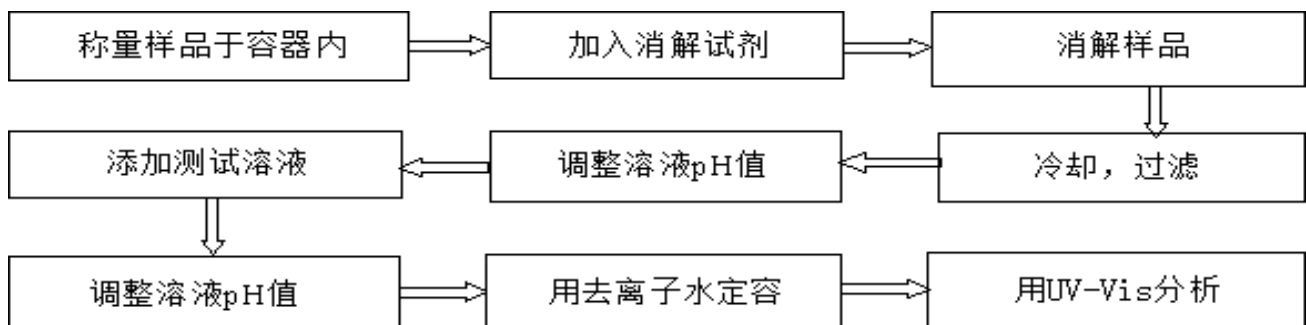 称量样品于容器内
加入消解试剂
消解样品
冷却，过滤
调整溶液pH值
添加测试溶液
调整溶液pH值
用去离子水定容
用UV-Vis分析